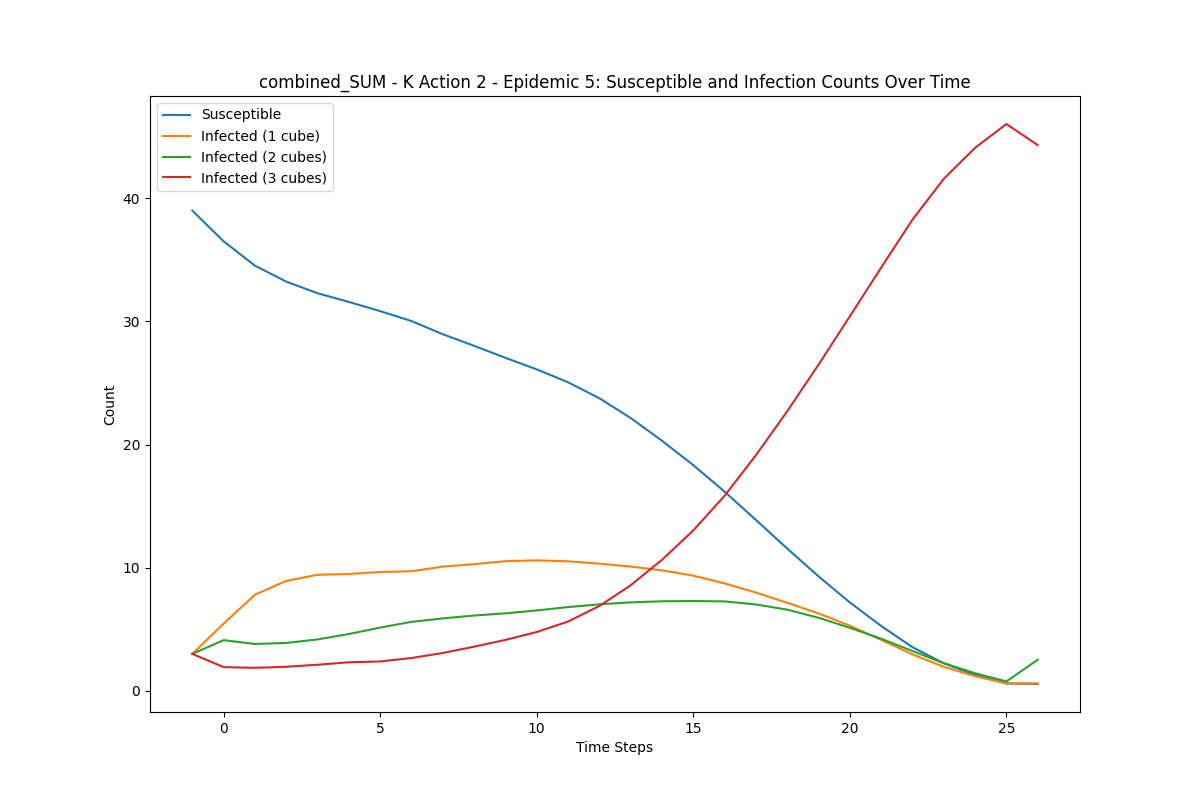 combined_SUM - K Action 2 - Epidemic 5: Susceptible and Infection Counts Over Time
Susceptible
Infected (1 cube)
Infected (2 cubes)
Infected (3 cubes)
Count
40
30
20
10
0
0 5 10 15 20 25
Time Steps